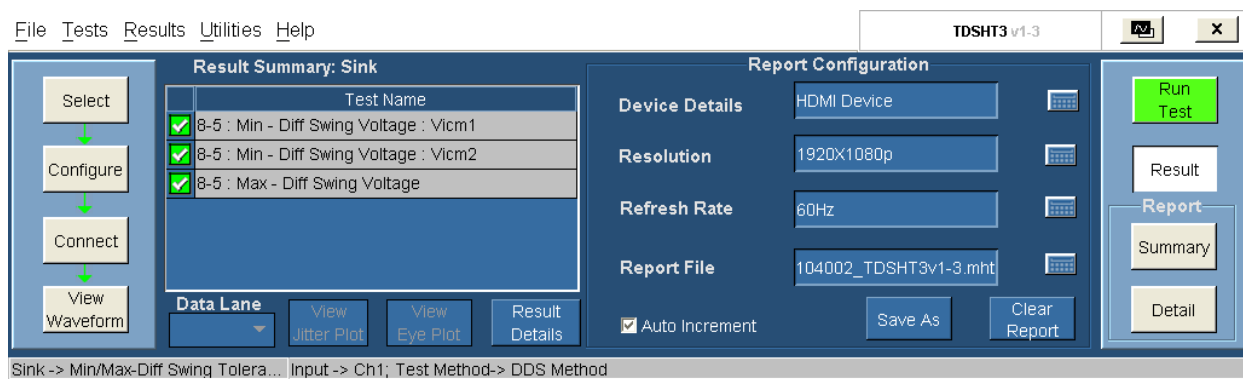 File Tests Results Utilities Help
TDSHT3 v1-3
x
Select
Configure
Connect
View
Waveform
Result Summary: Sink
Test Name
8-5 : Min - Diff Swing Voltage : Vicm1
8-5 : Min - Diff Swing Voltage : Vicm2
8-5 : Max - Diff Swing Voltage
Data Lane
View
Jitter Plot
View
Eye Plot
Result
Details
Report Configuration
Device Details
HDMI Device
Resolution
1920X1080p
Refresh Rate
60Hz
Report File
104002_TDSHT3v1-3.mht
Auto Increment
Save As
Clear
Report
Run
Test
Result
Report
Summary
Detail
Sink -> Min/Max-Diff Swing Tolera... Input -> Ch1; Test Method-> DDS Method